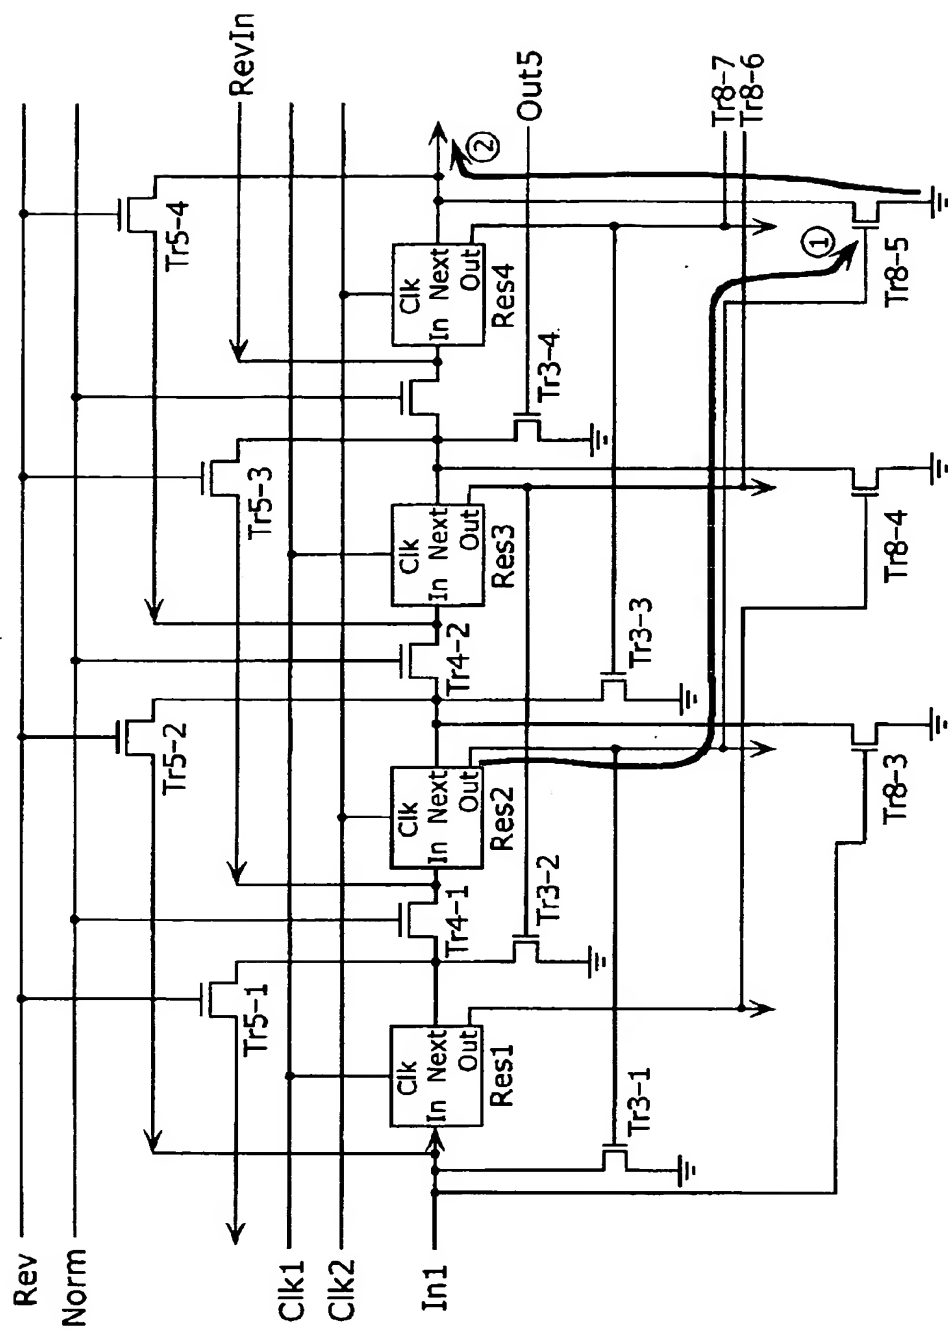 Rev
Norm
RevIn
Clk1
Clk2
In1
Out5
Tr5-1
Tr5-2
Tr5-3
Tr5-4
Clk
In Next
Out
Res1
Clk
In Next
Out
Res2
Clk
In Next
Out
Res3
Clk
In Next
Out
Res4
Tr4-1
Tr4-2
Tr3-1
Tr3-2
Tr3-3
Tr3-4
Tr8-7
Tr8-6
Tr8-3
Tr8-4
Tr8-5
①
②